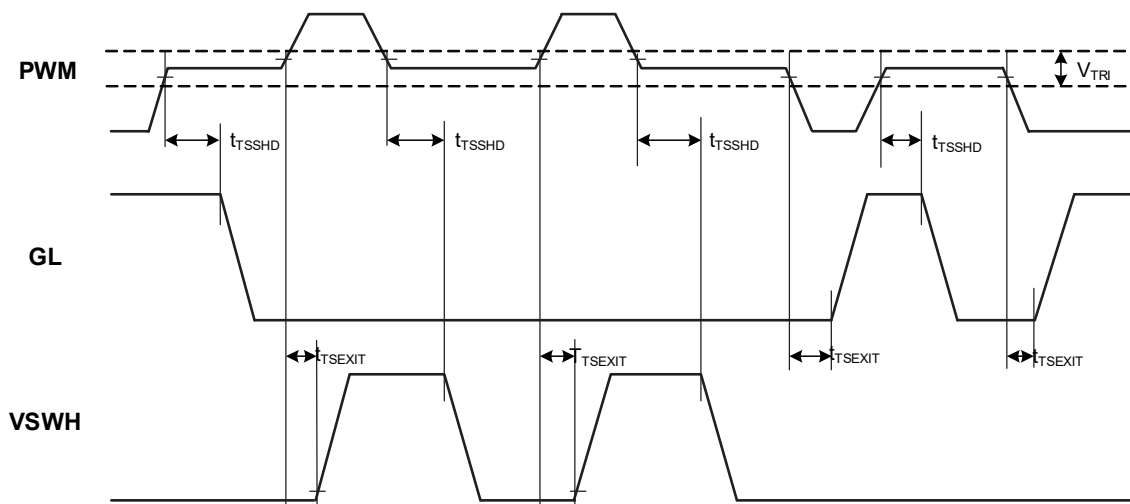 PWM
V_TRI
t_TSSHD
t_TSSHD
t_TSSHD
t_TSSHD
GL
t_TSEXIT
T_TSEXIT
t_TSEXIT
t_TSEXIT
VSWH